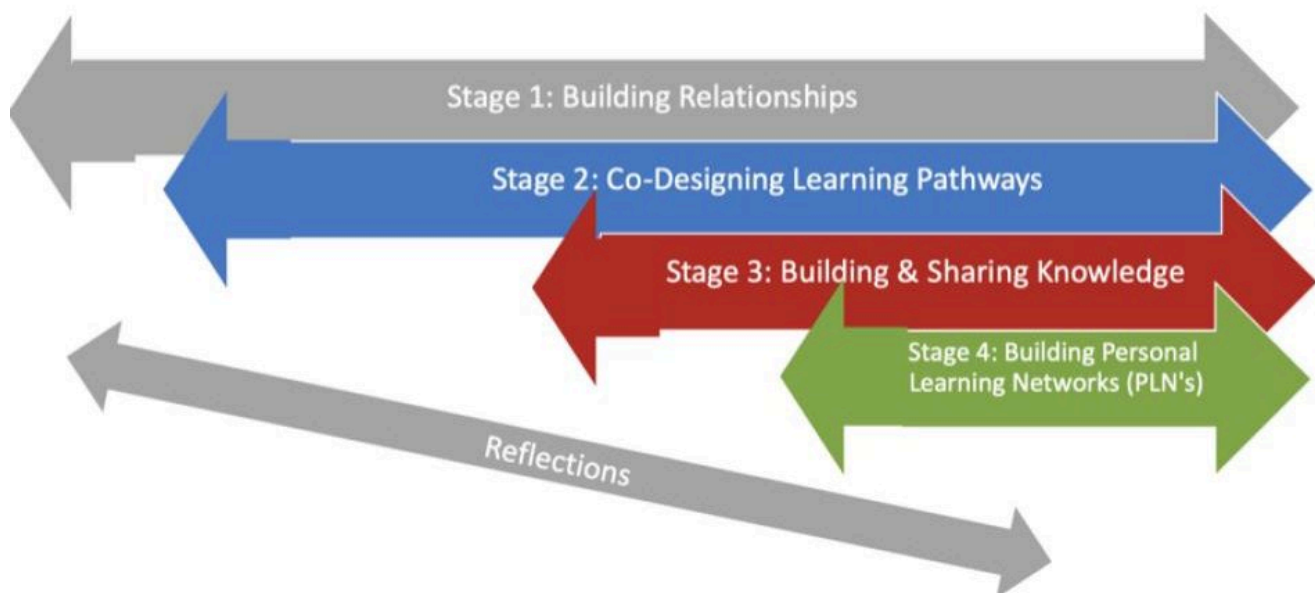 Stage 1: Building Relationships
Stage 2: Co-Designing Learning Pathways
Stage 3: Building & Sharing Knowledge
Stage 4: Building Personal
Learning Networks (PLN's)
Reflections